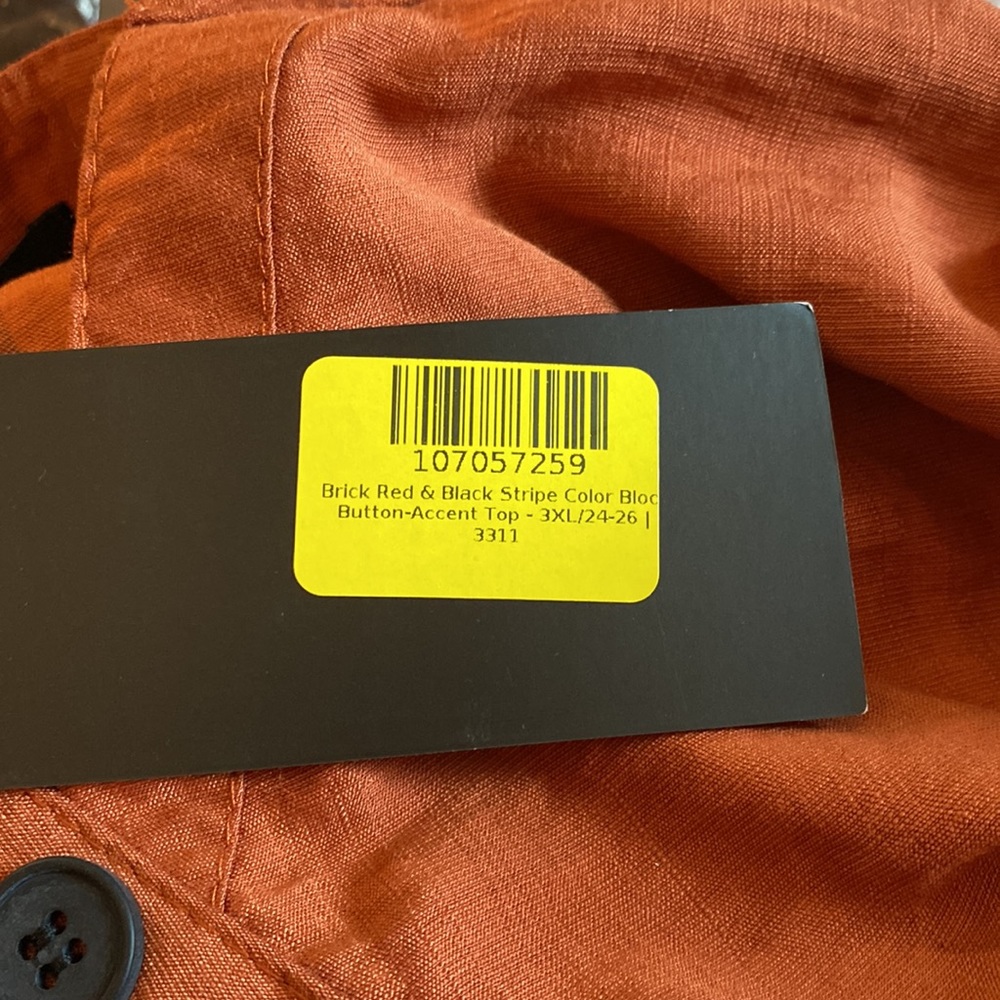 107057259
Brick Red & Black Stripe Color Bloc
Button-Accent Top - 3XL/24-26 |
3311